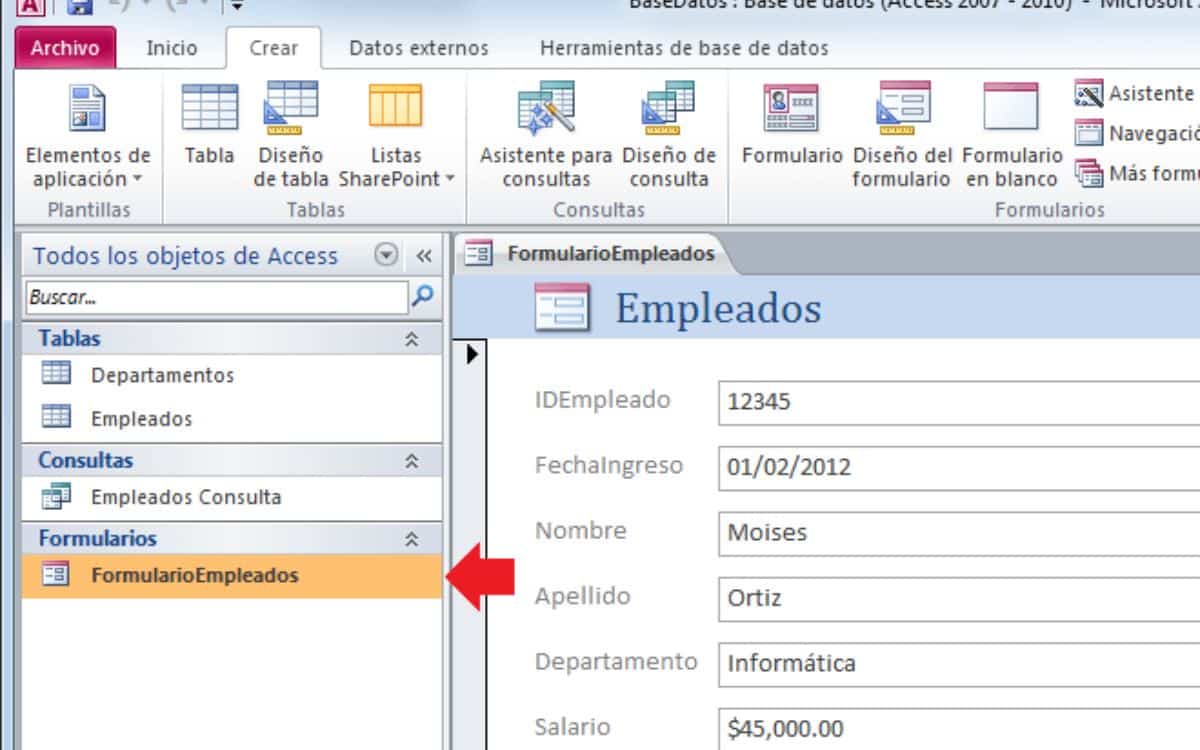 BaseDatos : Base de datos (Access 2007 - 2010) - Microsoft
Archivo Inicio Crear Datos externos Herramientas de base de datos
Elementos de aplicación
Tabla
Diseño de tabla
Listas SharePoint
Asistente para consultas
Diseño de consulta
Formulario
Diseño del formulario
Formulario en blanco
Asistente
Navegació
Más formu
Plantillas Tablas Consultas Formularios
Todos los objetos de Access «
Buscar...
Tablas
Departamentos
Empleados
Consultas
Empleados Consulta
Formularios
FormularioEmpleados
FormularioEmpleados
Empleados
IDEmpleado 12345
FechaIngreso 01/02/2012
Nombre Moises
Apellido Ortiz
Departamento Informática
Salario $45,000.00